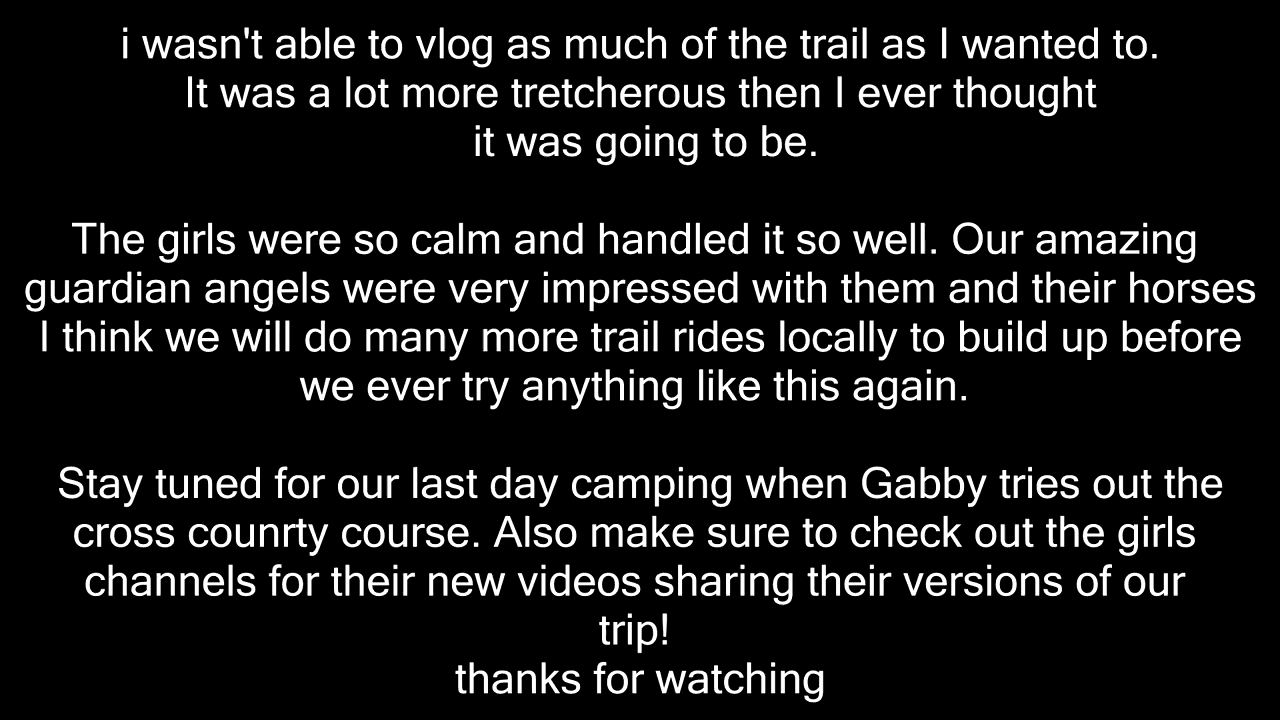 i wasn't able to vlog as much of the trail as I wanted to.
It was a lot more tretcherous then I ever thought
it was going to be.
The girls were so calm and handled it so well. Our amazing
guardian angels were very impressed with them and their horses
I think we will do many more trail rides locally to build up before
we ever try anything like this again.
Stay tuned for our last day camping when Gabby tries out the
cross counrty course. Also make sure to check out the girls
channels for their new videos sharing their versions of our
trip!
thanks for watching